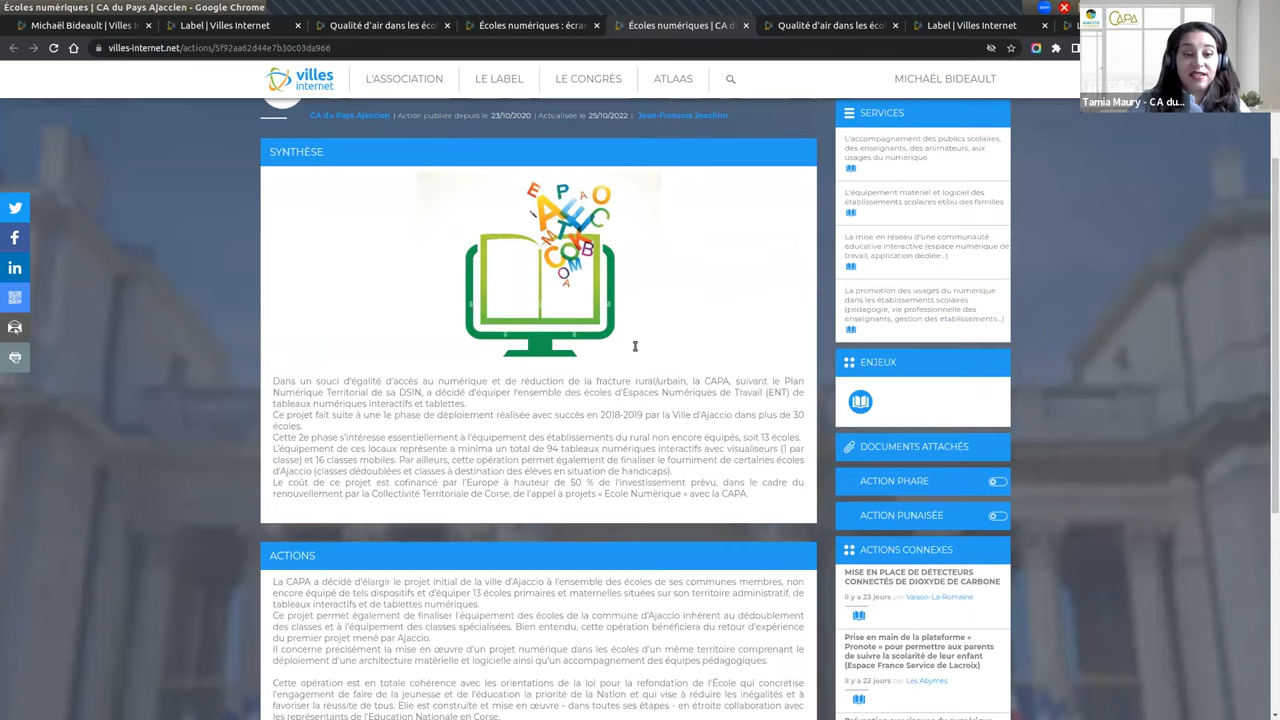 Écoles numériques | CA du Pays Ajaccien - Google Chrome
Michaël Bideault | Villes In
Label | Villes Internet
Qualité d'air dans les écol
Écoles numérique : écran
Écoles numériques | CA du
Qualité d'air dans les écol
Label | Villes Internet
villes-internet.net/actions/5f92aa62d44e7b30c03da966
villes
internet
L'ASSOCIATION
LE LABEL
LE CONGRÈS
ATLAAS
MICHAËL BIDEAULT
CAPA
Tamia Maury - C A du...
CA du Pays Ajaccien | Action publiée depuis le 23/10/2020 | Actualisée le 25/10/2022 | Jean-Francois Joachim
SYNTHÈSE
Dans un souci d'égalité d'accès au numérique et de réduction de la fracture rural/urbain, la CAPA, suivant le Plan
Numérique Territorial de sa DSIN, a décidé d'équiper l'ensemble des écoles d'Espaces Numériques de Travail (ENT) de
tableaux numériques interactifs et tablettes.
Ce projet fait suite à une 1e phase de déploiement réalisée avec succès en 2018-2019 par la Ville d'Ajaccio dans plus de 30
écoles.
Cette 2e phase s'intéresse essentiellement à l'équipement des établissements du rural non encore équipés, soit 13 écoles.
L'équipement de ces locaux représente a minima un total de 94 tableaux numériques interactifs avec visualiseurs (1 par
classe) et 16 classes mobiles. Par ailleurs, cette opération permet également de finaliser le fourniment de certaines écoles
d'Ajaccio (classes dédoublées et classes à destination des élèves en situation de handicaps).
Le coût de ce projet est cofinancé par l'Europe à hauteur de 50 % de l'investissement prévu, dans le cadre du
renouvellement par la Collectivité Territoriale de Corse, de l'appel à projets « Ecole Numérique » avec la CAPA.
ACTIONS
La CAPA a décidé d'élargir le projet initial de la ville d'Ajaccio à l'ensemble des écoles de ses communes membres, non
encore équipé de tels dispositifs et d'équiper 13 écoles primaires et maternelles situées sur son territoire administratif, de
tableaux interactifs et de tablettes numériques.
Ce projet permet également de finaliser l'équipement des écoles de la commune d'Ajaccio inhérent au dédoublement
des classes et à l'équipement des classes spécialisées. Bien entendu, cette opération bénéficiera du retour d'expérience
du premier projet mené par Ajaccio.
Il concerne précisément la mise en œuvre d'un projet numérique dans les écoles d'un même territoire comprenant le
déploiement d'une architecture matérielle et logicielle ainsi qu'un accompagnement des équipes pédagogiques.
Cette opération est en totale cohérence avec les orientations de la loi pour la refondation de l'École qui concrétise
l'engagement de faire de la jeunesse et de l'éducation la priorité de la Nation et qui vise à réduire les inégalités et à
favoriser la réussite de tous. Elle est construite et mise en œuvre - dans toutes ses étapes - en étroite collaboration avec
les représentants de l'Education Nationale en Corse.
SERVICES
L'accompagnement des publics scolaires,
des enseignants, des animateurs, aux
usages du numérique
L'équipement matériel et logiciel des
établissements scolaires et/ou des familles
La mise en réseau d'une communauté
éducative interactive (espace numérique de
travail, application dédiée...)
La promotion des usages du numérique
dans les établissements scolaires
(pédagogie, vie professionnelle des
enseignants, gestion des établissements...)
ENJEUX
DOCUMENTS ATTACHÉS
ACTION PHARE
ACTION PUNAISÉE
ACTIONS CONNEXES
MISE EN PLACE DE DÉTECTEURS
CONNECTÉS DE DIOXYDE DE CARBONE
il y a 23 jours par Vaison-La-Romaine
Prise en main de la plateforme «
Pronote » pour permettre aux parents
de suivre la scolarité de leur enfant
(Espace France Service de Lacroix)
il y a 22 jours par Les Abymes